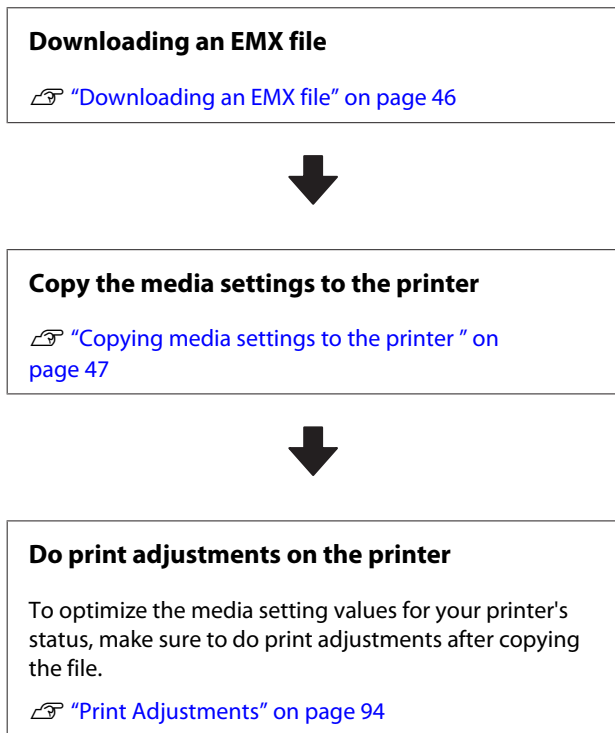 Downloading an EMX file
“Downloading an EMX file” on page 46
Copy the media settings to the printer
“Copying media settings to the printer ” on
page 47
Do print adjustments on the printer
To optimize the media setting values for your printer's
status, make sure to do print adjustments after copying
the file.
“Print Adjustments” on page 94